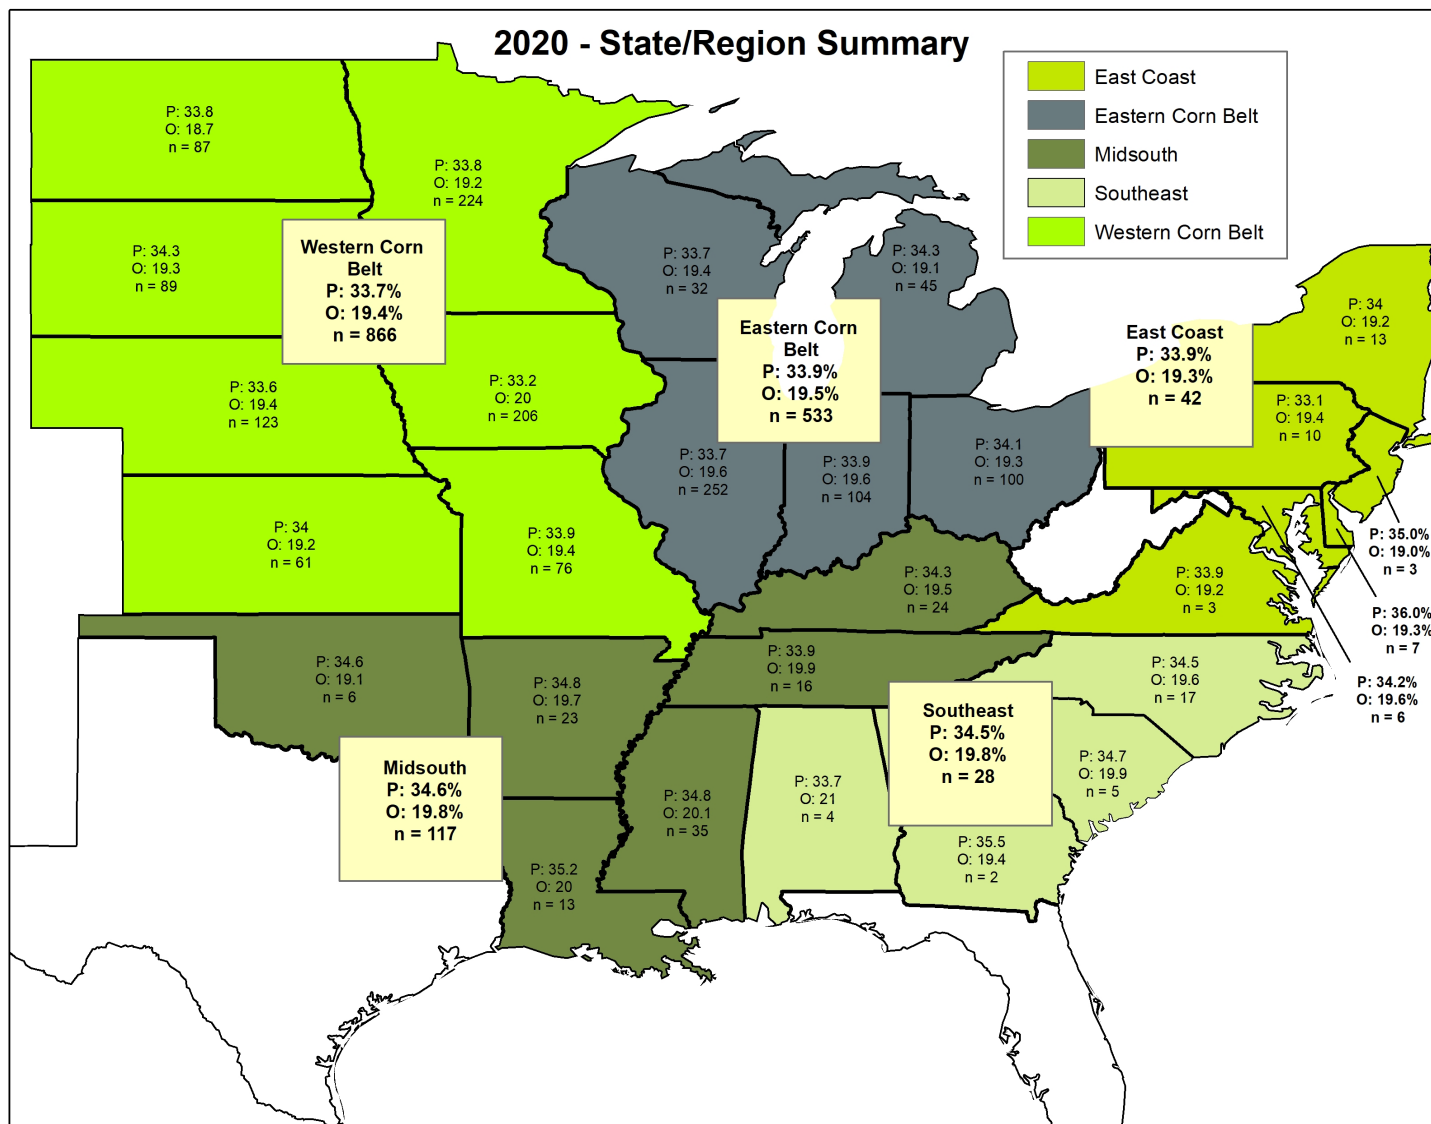 2020 - State/Region Summary
East Coast
Eastern Corn Belt
Midsouth
Southeast
Western Corn Belt
P: 33.8
O: 18.7
n = 87
P: 33.8
O: 19.2
n = 224
P: 34.3
O: 19.3
n = 89
Western Corn
Belt
P: 33.7%
O: 19.4%
n = 866
P: 33.7
O: 19.4
n = 32
P: 34.3
O: 19.1
n = 45
Eastern Corn
Belt
P: 33.9%
O: 19.5%
n = 533
East Coast
P: 33.9%
O: 19.3%
n = 42
P: 34
O: 19.2
n = 13
P: 33.6
O: 19.4
n = 123
P: 33.2
O: 20
n = 206
P: 33.1
O: 19.4
n = 10
P: 33.7
O: 19.6
n = 252
P: 33.9
O: 19.6
n = 104
P: 34.1
O: 19.3
n = 100
P: 34
O: 19.2
n = 61
P: 33.9
O: 19.4
n = 76
P: 35.0%
O: 19.0%
n = 3
P: 34.3
O: 19.5
n = 24
P: 33.9
O: 19.2
n = 3
P: 36.0%
O: 19.3%
n = 7
P: 34.6
O: 19.1
n = 6
P: 34.8
O: 19.7
n = 23
P: 33.9
O: 19.9
n = 16
P: 34.5
O: 19.6
n = 17
P: 34.2%
O: 19.6%
n = 6
Southeast
P: 34.5%
O: 19.8%
n = 28
Midsouth
P: 34.6%
O: 19.8%
n = 117
P: 34.8
O: 20.1
n = 35
P: 33.7
O: 21
n = 4
P: 34.7
O: 19.9
n = 5
P: 35.5
O: 19.4
n = 2
P: 35.2
O: 20
n = 13